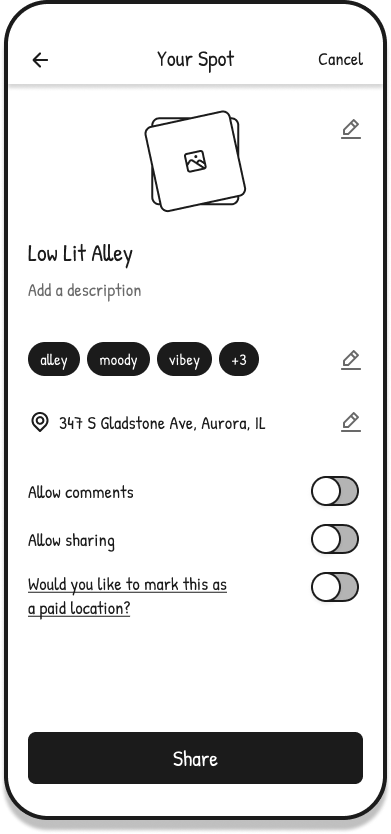 Your Spot
Cancel
Low Lit Alley
Add a description
alley
moody
vibey
+3
347 S Gladstone Ave, Aurora, IL
Allow comments
Allow sharing
Would you like to mark this as
a paid location?
Share